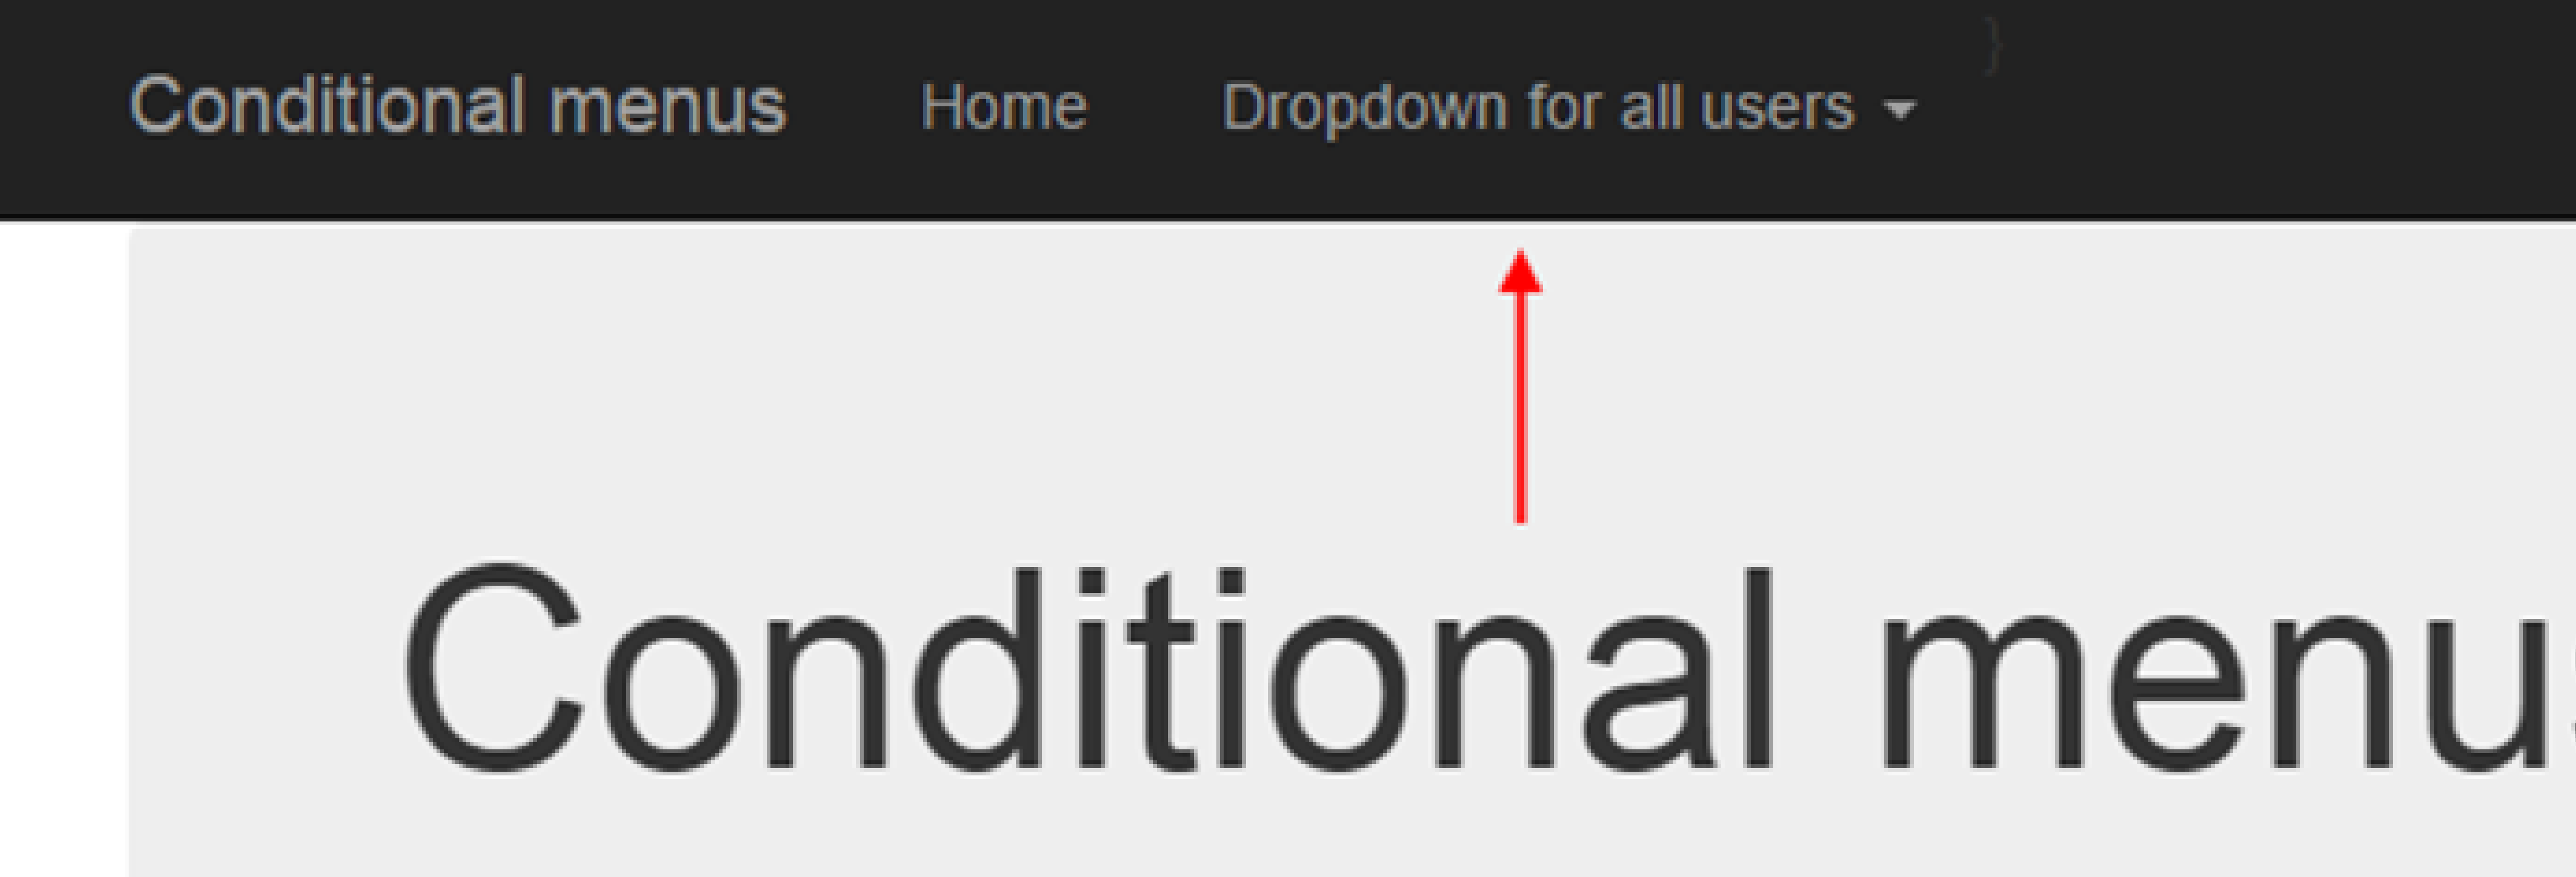 }
Conditional menus Home Dropdown for all users
Conditional menus